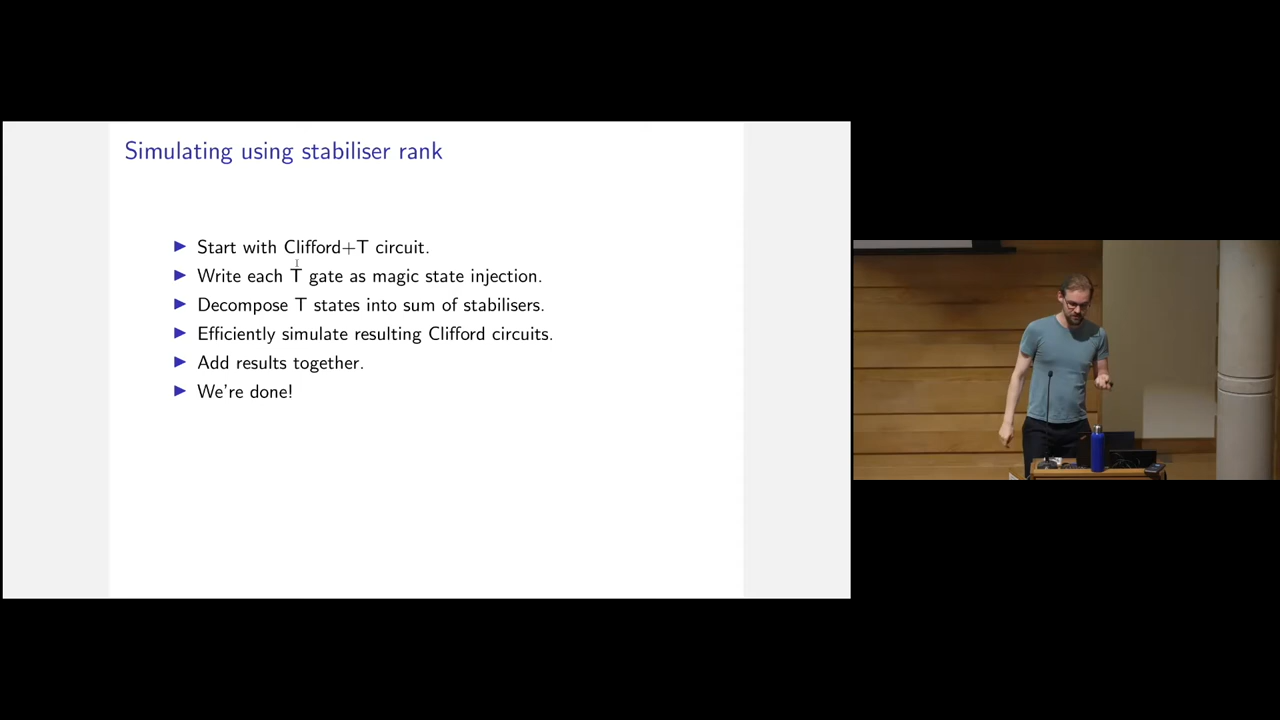 Simulating using stabiliser rank
Start with Clifford+T circuit.
Write each T gate as magic state injection.
Decompose T states into sum of stabilisers.
Efficiently simulate resulting Clifford circuits.
Add results together.
We're done!